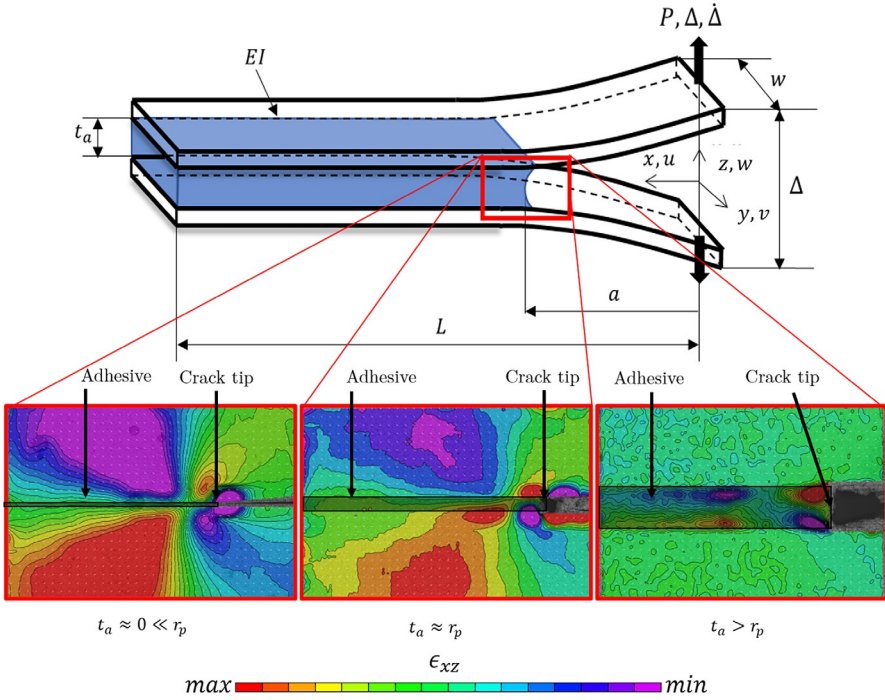 P, Δ, Δ̇
EI
w
t_a
x, u
z, w
Δ
y, v
a
L
Adhesive
Crack tip
Adhesive
Crack tip
Adhesive
Crack tip
t_a ≈ 0 ≪ r_p
t_a ≈ r_p
t_a > r_p
ϵ_xz
max
min